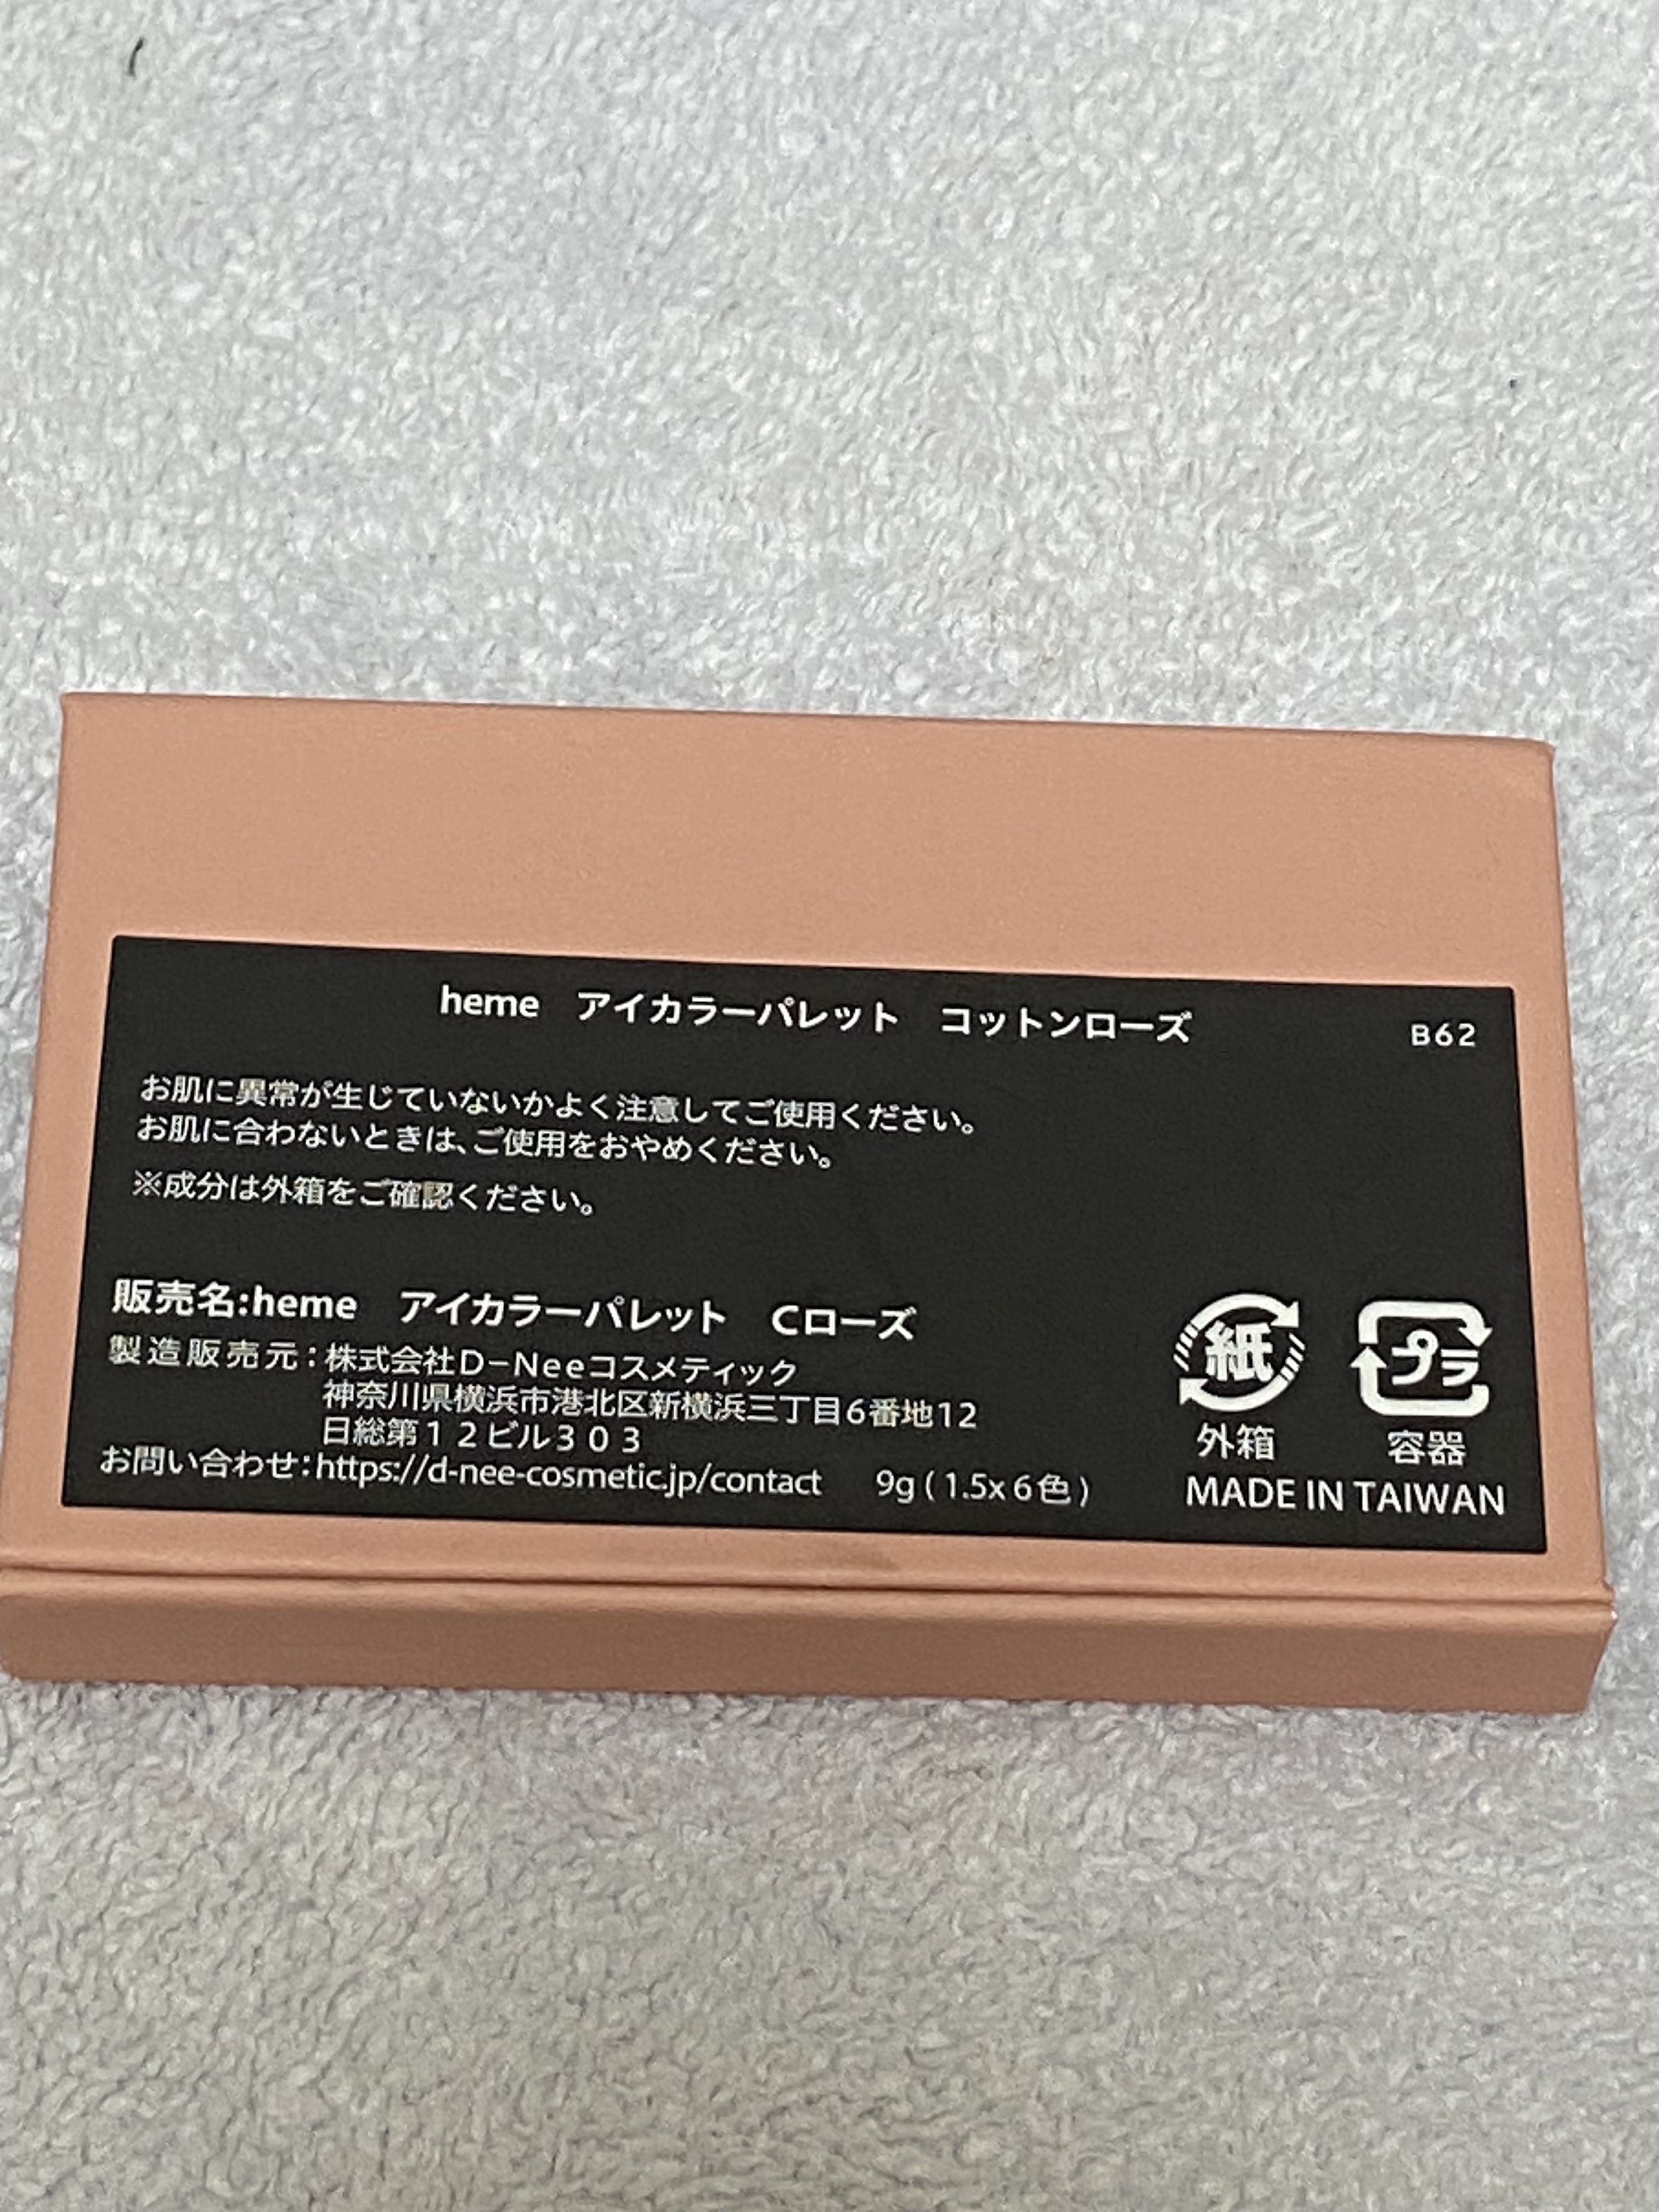 heme　アイカラーパレット　コットンローズ　B62
お肌に異常が生じていないかよく注意してご使用ください。
お肌に合わないときは、ご使用をおやめください。
※成分は外箱をご確認ください。
販売名:heme　アイカラーパレット　Cローズ
製造販売元：株式会社D−Neeコスメティック
神奈川県横浜市港北区新横浜三丁目6番地12
日総第１２ビル３０３
お問い合わせ：https://d-nee-cosmetic.jp/contact　9g ( 1.5x 6色 )
紙　プラ
外箱　容器
MADE IN TAIWAN